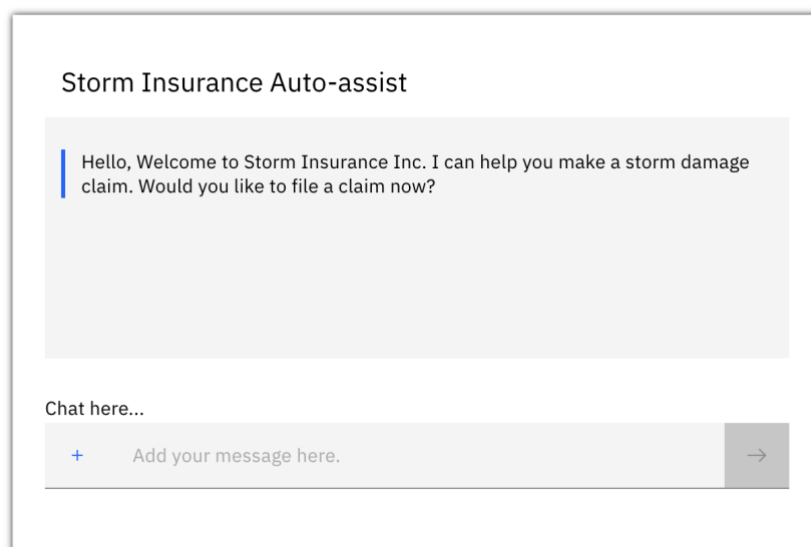 Storm Insurance Auto-assist
Hello, Welcome to Storm Insurance Inc. I can help you make a storm damage
claim. Would you like to file a claim now?
Chat here...
+ Add your message here. →